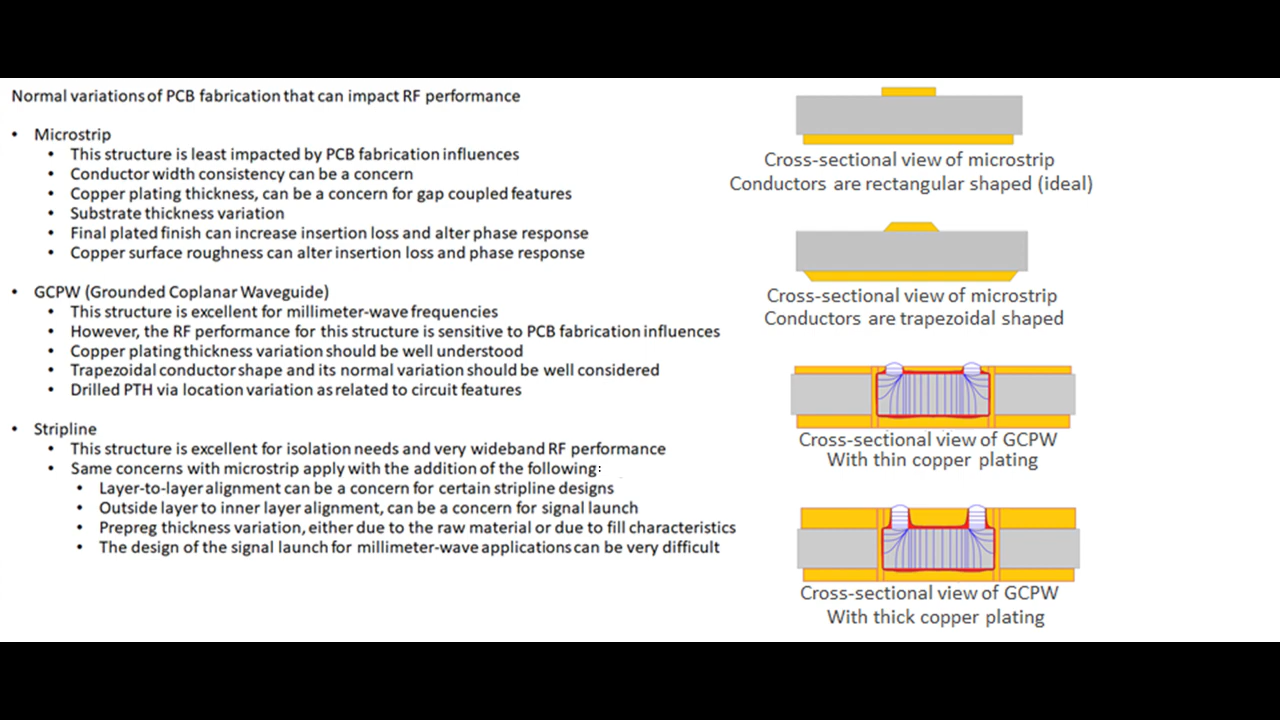 Normal variations of PCB fabrication that can impact RF performance
• Microstrip
• This structure is least impacted by PCB fabrication influences
• Conductor width consistency can be a concern
• Copper plating thickness, can be a concern for gap coupled features
• Substrate thickness variation
• Final plated finish can increase insertion loss and alter phase response
• Copper surface roughness can alter insertion loss and phase response
• GCPW (Grounded Coplanar Waveguide)
• This structure is excellent for millimeter-wave frequencies
• However, the RF performance for this structure is sensitive to PCB fabrication influences
• Copper plating thickness variation should be well understood
• Trapezoidal conductor shape and its normal variation should be well considered
• Drilled PTH via location variation as related to circuit features
• Stripline
• This structure is excellent for isolation needs and very wideband RF performance
• Same concerns with microstrip apply with the addition of the following:
• Layer-to-layer alignment can be a concern for certain stripline designs
• Outside layer to inner layer alignment, can be a concern for signal launch
• Prepreg thickness variation, either due to the raw material or due to fill characteristics
• The design of the signal launch for millimeter-wave applications can be very difficult
Cross-sectional view of microstrip
Conductors are rectangular shaped (ideal)
Cross-sectional view of microstrip
Conductors are trapezoidal shaped
Cross-sectional view of GCPW
With thin copper plating
Cross-sectional view of GCPW
With thick copper plating